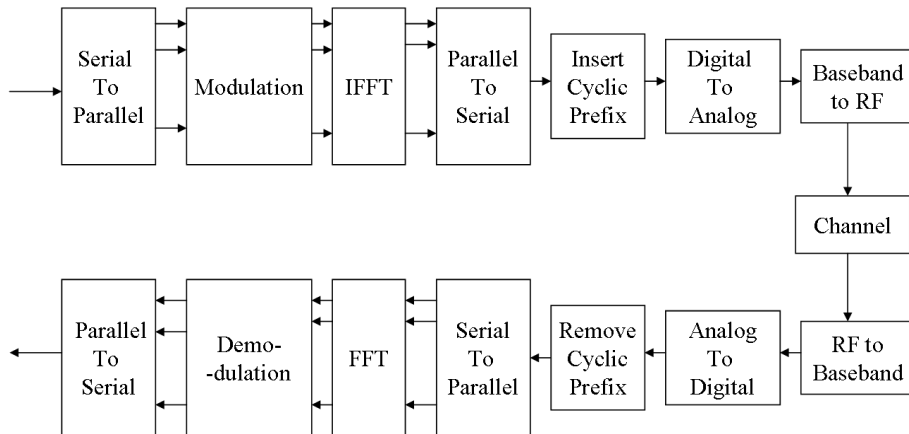 Serial
To
Parallel
Modulation
IFFT
Parallel
To
Serial
Insert
Cyclic
Prefix
Digital
To
Analog
Baseband
to RF
Channel
Parallel
To
Serial
Demo-
-dulation
FFT
Serial
To
Parallel
Remove
Cyclic
Prefix
Analog
To
Digital
RF to
Baseband